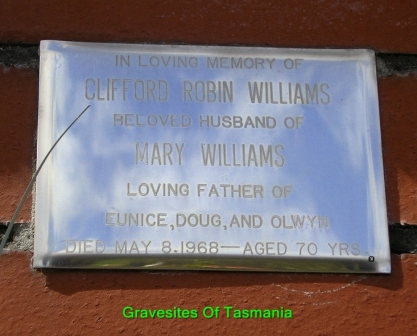 IN LOVING MEMORY OF
CLIFFORD ROBIN WILLIAMS
BELOVED HUSBAND OF
MARY WILLIAMS
LOVING FATHER OF
EUNICE, DOUG, AND OLWYN
DIED MAY 8. 1968—AGED 70 YRS.
Gravesites Of Tasmania